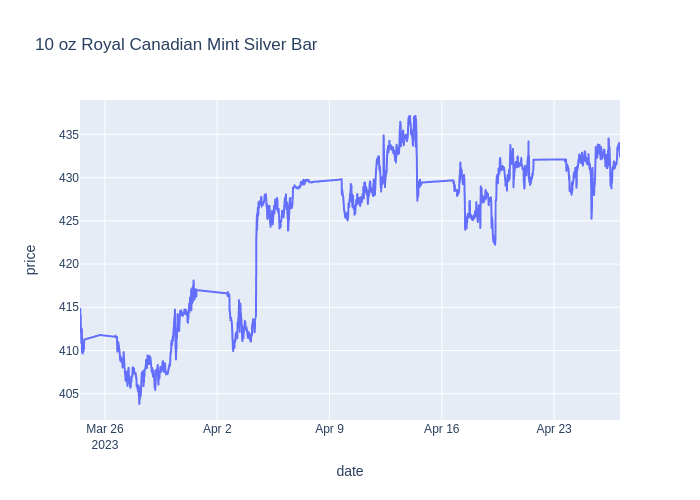 10 oz Royal Canadian Mint Silver Bar
price
435
430
425
420
415
410
405
Mar 26
2023
Apr 2
Apr 9
Apr 16
Apr 23
date